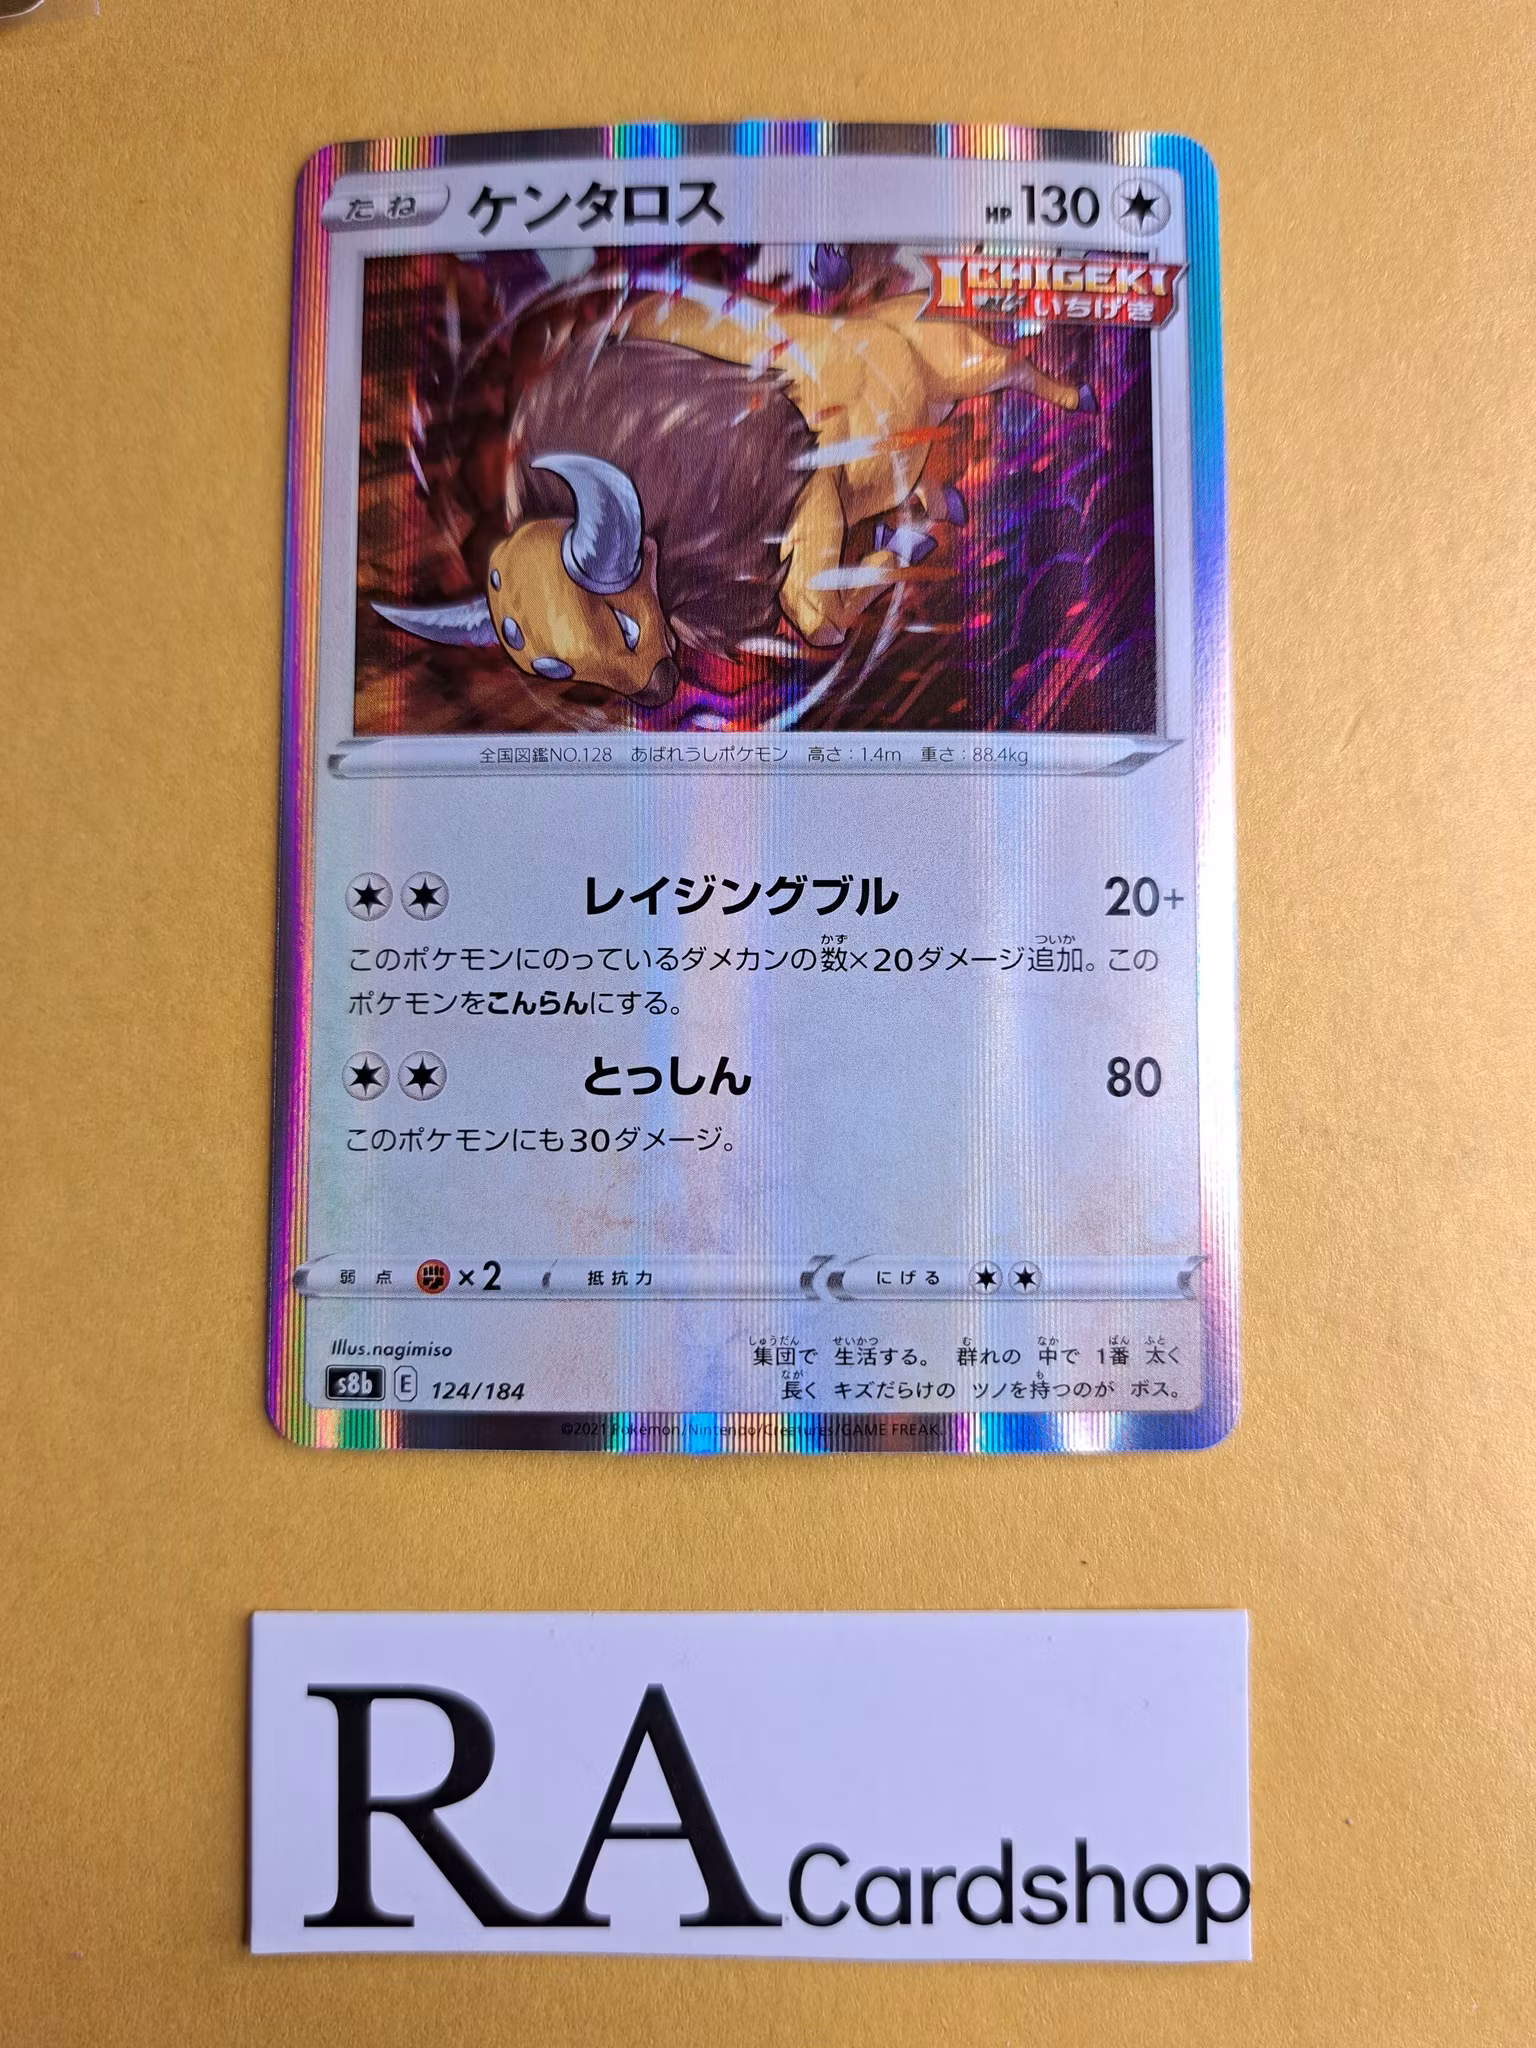 たね ケンタロス HP 130
ICHIGEKI
いちげき
全国図鑑NO.128 あばれうしポケモン 高さ：1.4m 重さ：88.4kg
レイジングブル 20+
このポケモンにのっているダメカンの数×20ダメージ追加。この
ポケモンをこんらんにする。
とっしん 80
このポケモンにも30ダメージ。
弱点 ×2 抵抗力 にげる
Illus.nagimiso
集団で 生活する。 群れの 中で 1番 太く
長く キズだらけの ツノを持つのが ボス。
s8b E 124/184
©2021 Pokémon/Nintendo/Creatures/GAME FREAK.
RA Cardshop